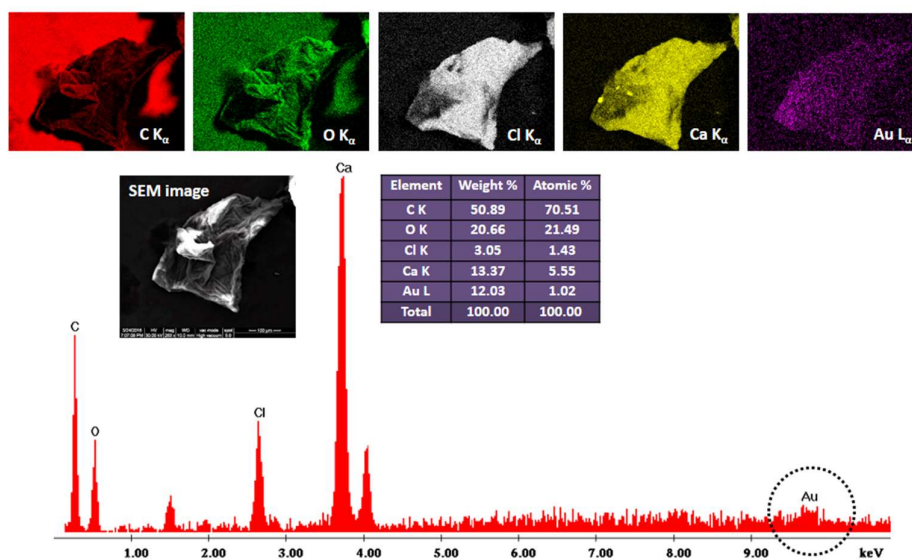 C Kα
O Kα
Cl Kα
Ca Kα
Au Lα
SEM image
Element Weight % Atomic %
C K 50.89 70.51
O K 20.66 21.49
Cl K 3.05 1.43
Ca K 13.37 5.55
Au L 12.03 1.02
Total 100.00 100.00
C
O
Cl
Ca
Au
1.00 2.00 3.00 4.00 5.00 6.00 7.00 8.00 9.00 keV